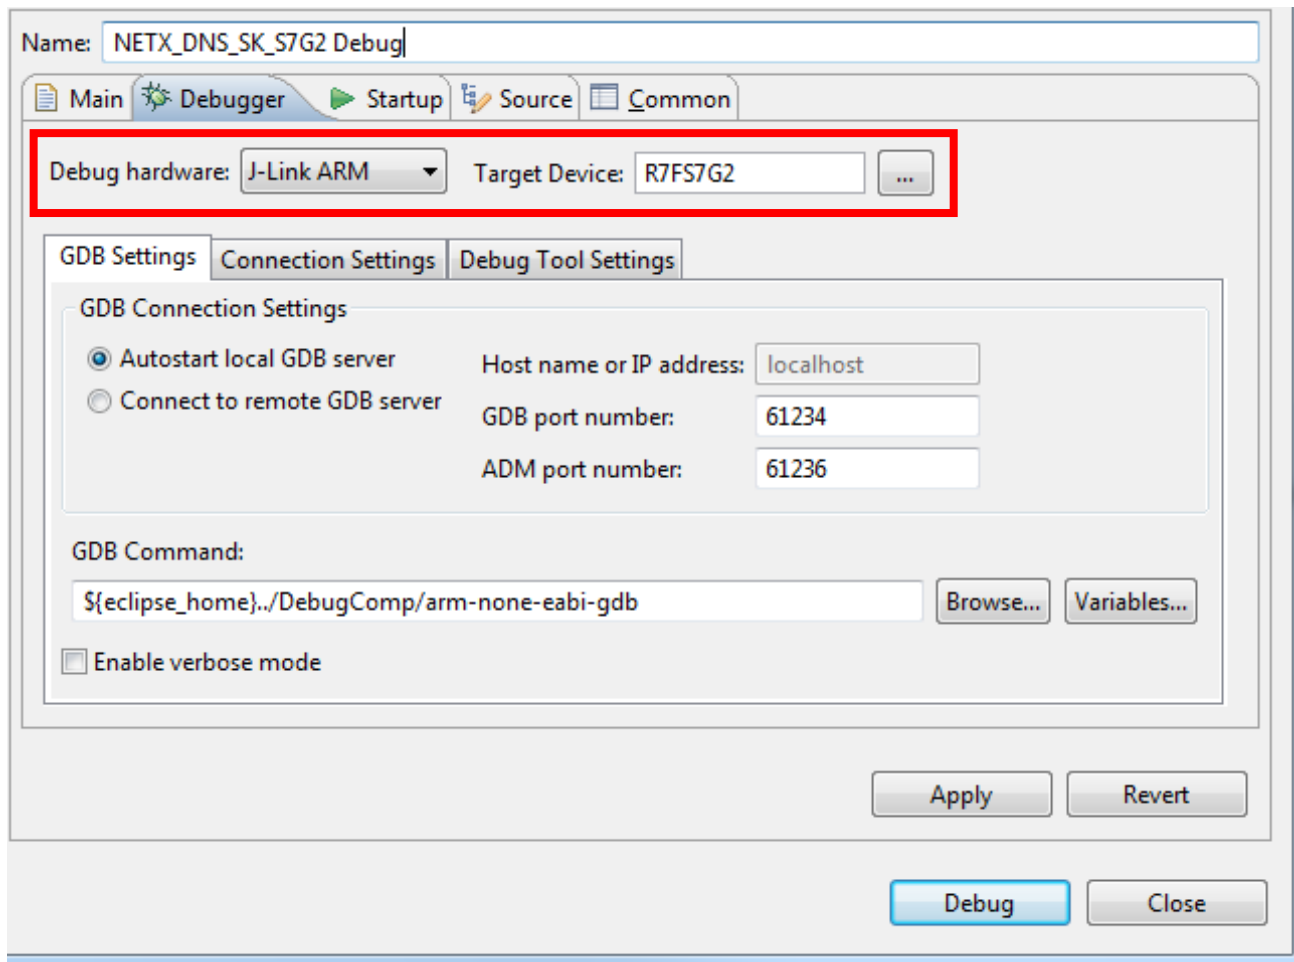 Name: NETX_DNS_SK_S7G2 Debug
Main Debugger Startup Source Common
Debug hardware: J-Link ARM Target Device: R7FS7G2 ...
GDB Settings Connection Settings Debug Tool Settings
GDB Connection Settings
Autostart local GDB server Host name or IP address: localhost
Connect to remote GDB server GDB port number: 61234
ADM port number: 61236
GDB Command:
${eclipse_home}../DebugComp/arm-none-eabi-gdb Browse... Variables...
Enable verbose mode
Apply Revert
Debug Close